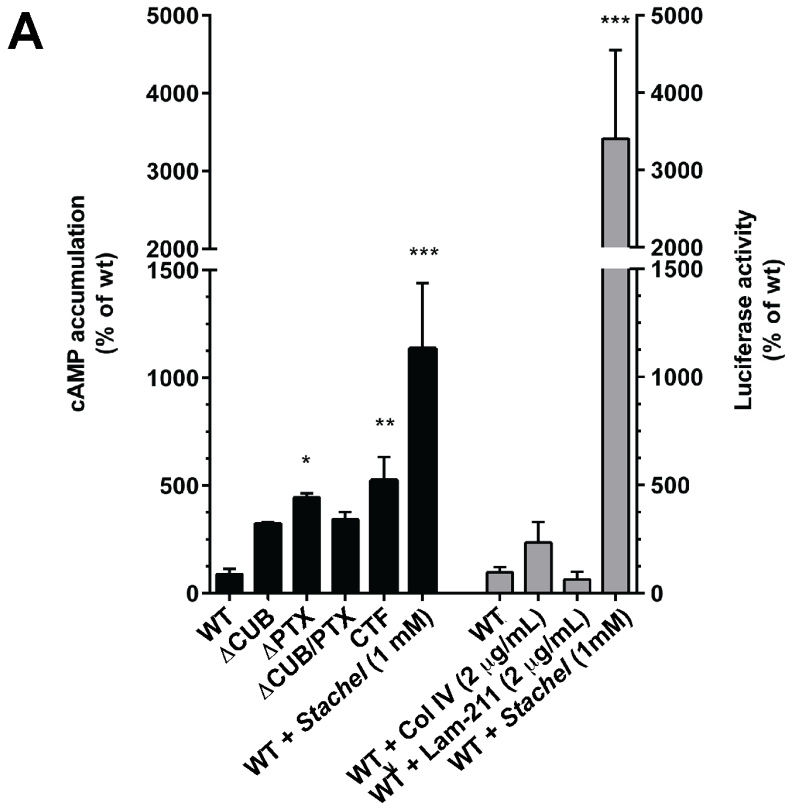 A
5000
4000
3000
2000
1500
1000
500
0
cAMP accumulation
(% of wt)
5000
4000
3000
2000
1500
1000
500
0
Luciferase activity
(% of wt)
*
**
***
***
WT
ΔCUB
ΔPTX
ΔCUB/PTX
CTF
WT + Stachel (1 mM)
WT
WT + Col IV (2 μg/mL)
WT + Lam-211 (2 μg/mL)
WT + Stachel (1mM)